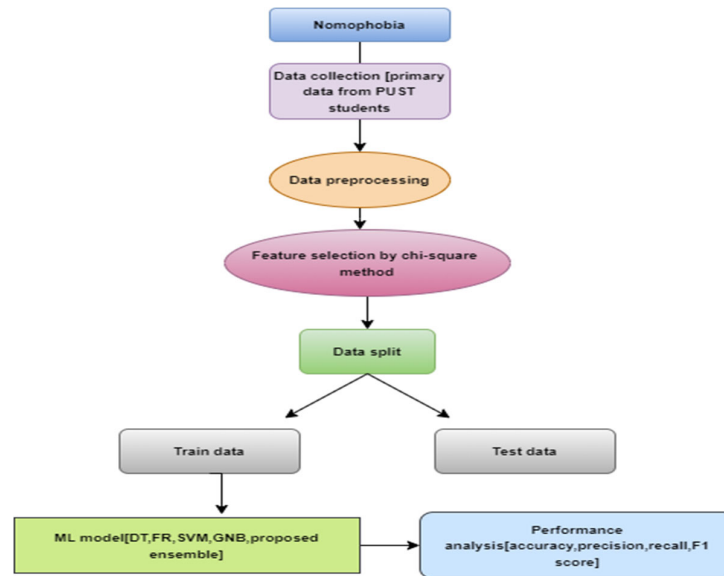 Nomophobia
Data collection [primary
data from PUST
students
Data preprocessing
Feature selection by chi-square
method
Data split
Train data
Test data
ML model[DT,FR,SVM,GNB,proposed
ensemble]
Performance
analysis[accuracy,precision,recall,F1
score]